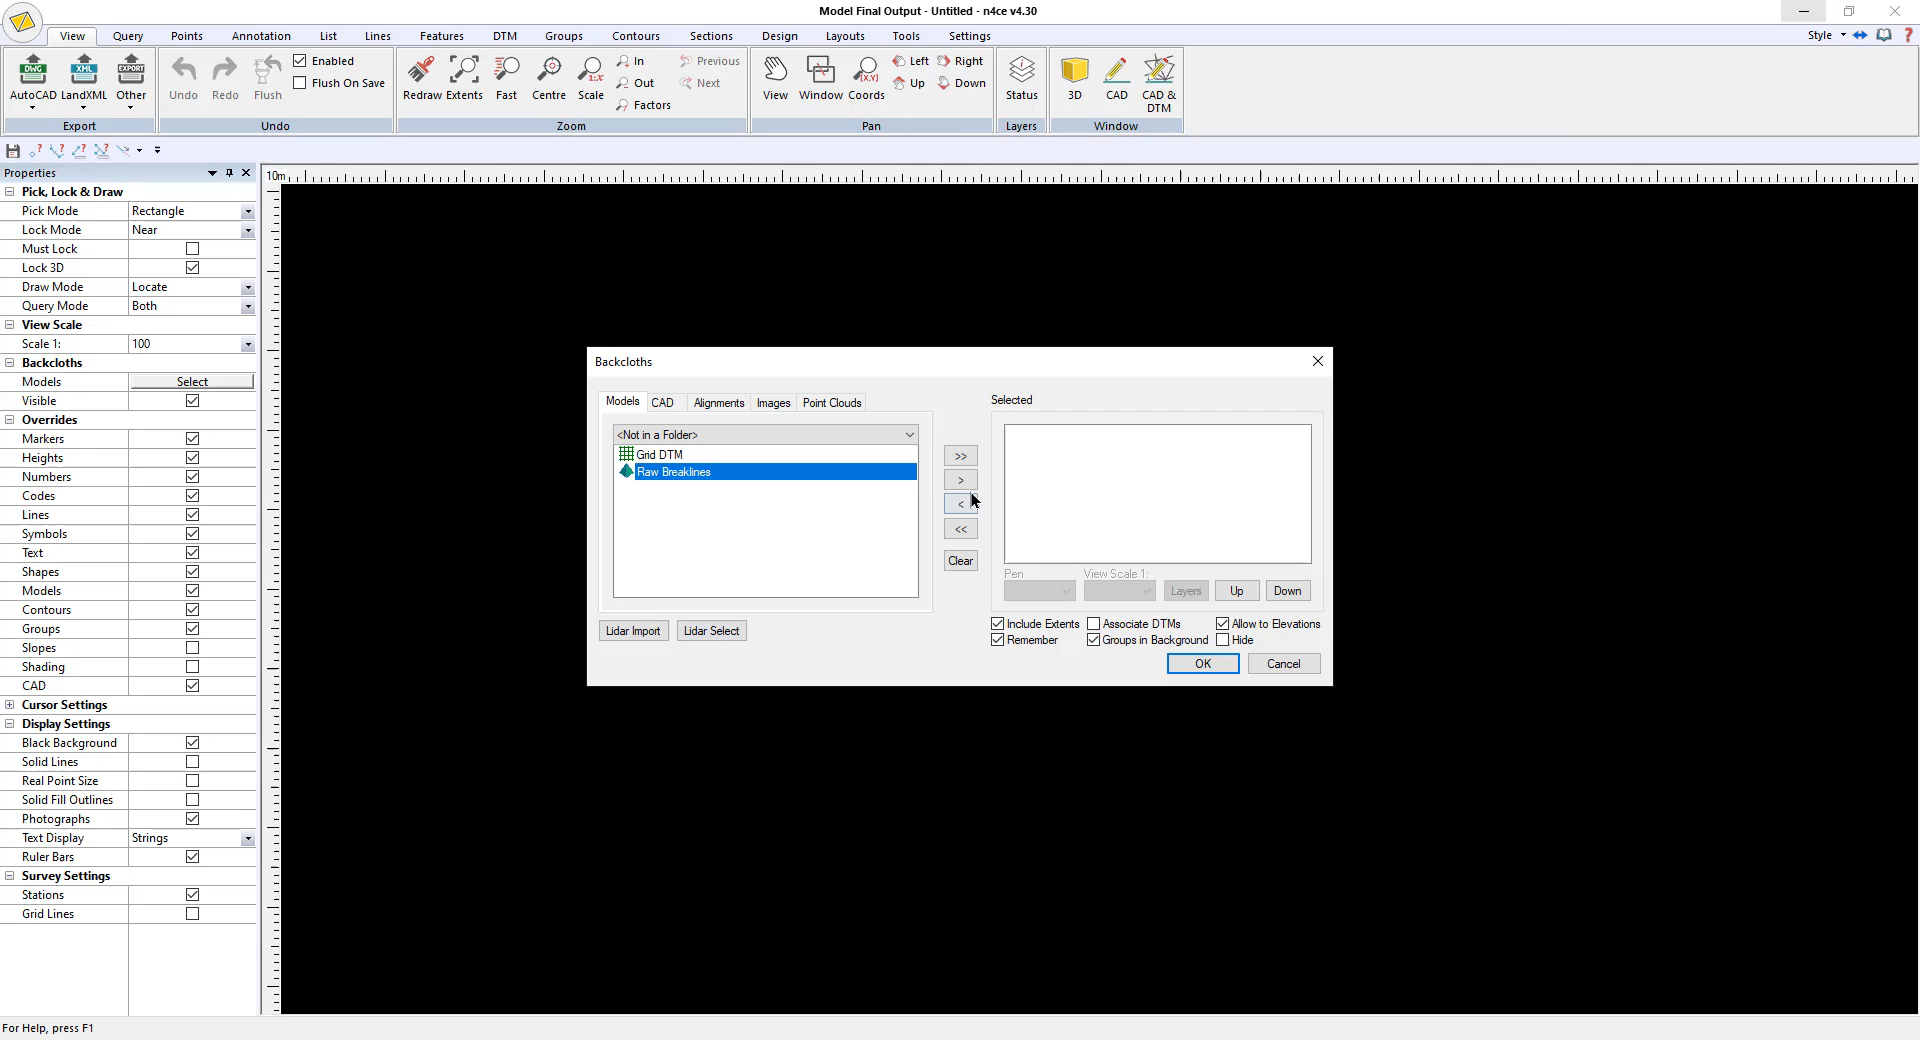 Model Final Output - Untitled - n4ce v4.30
View Query Points Annotation List Lines Features DTM Groups Contours Sections Design Layouts Tools Settings Style
DWG XML EXPORT
AutoCAD LandXML Other
Export
Undo Redo Flush
Enabled
Flush On Save
Undo
Redraw Extents Fast Centre Scale
1:X
In
Out
Factors
Previous
Next
Zoom
View Window Coords
(X,Y)
Left Right
Up Down
Pan
Status
Layers
3D CAD CAD &
DTM
Window
Properties
Pick, Lock & Draw
Pick Mode Rectangle
Lock Mode Near
Must Lock
Lock 3D
Draw Mode Locate
Query Mode Both
View Scale
Scale 1: 100
Backcloths
Models Select
Visible
Overrides
Markers
Heights
Numbers
Codes
Lines
Symbols
Text
Shapes
Models
Contours
Groups
Slopes
Shading
CAD
Cursor Settings
Display Settings
Black Background
Solid Lines
Real Point Size
Solid Fill Outlines
Photographs
Text Display Strings
Ruler Bars
Survey Settings
Stations
Grid Lines
10m
Backcloths
Models CAD Alignments Images Point Clouds
<Not in a Folder>
Grid DTM
Raw Breaklines
>>
>
<
<<
Clear
Lidar Import Lidar Select
Selected
Pen View Scale 1:
Layers Up Down
Include Extents Associate DTMs Allow to Elevations
Remember Groups in Background Hide
OK Cancel
For Help, press F1